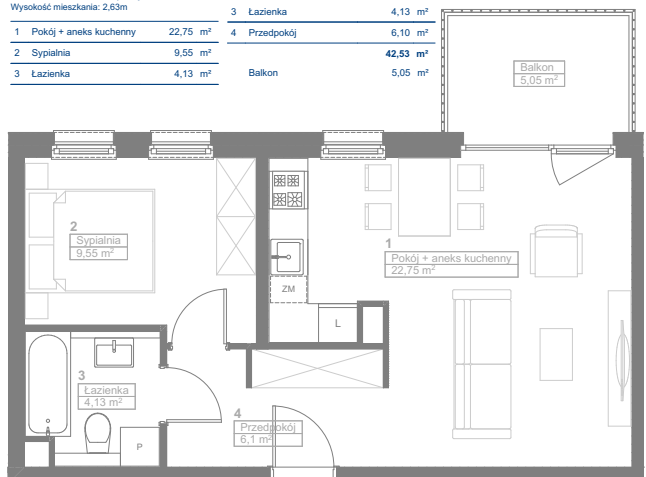 Wysokość mieszkania: 2,63m
1 Pokój + aneks kuchenny 22,75 m²
2 Sypialnia 9,55 m²
3 Łazienka 4,13 m²
3 Łazienka 4,13 m²
4 Przedpokój 6,10 m²
42,53 m²
Balkon 5,05 m²
Balkon
5,05 m²
2
Sypialnia
9,55 m²
1
Pokój + aneks kuchenny
22,75 m²
ZM
L
3
Łazienka
4,13 m²
P
4
Przedpokój
6,1 m²